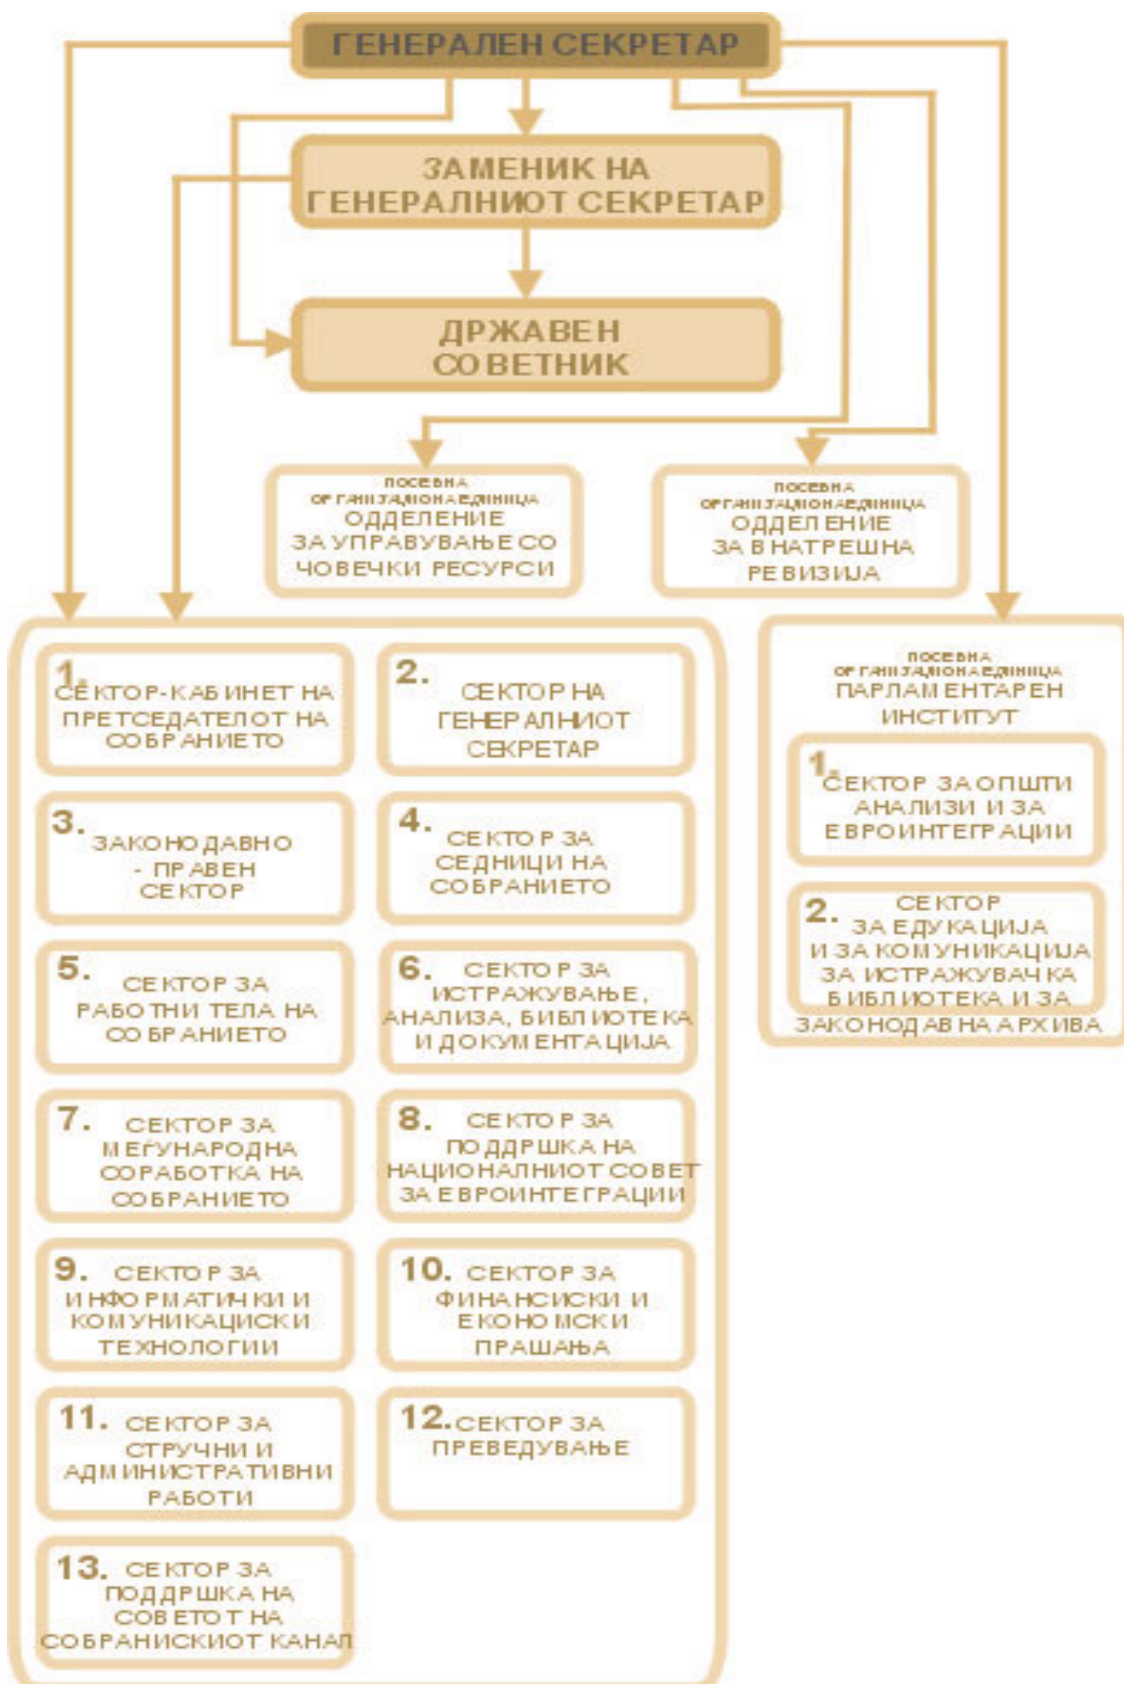 ГЕНЕРАЛЕН СЕКРЕТАР
ЗАМЕНИК НА
ГЕНЕРАЛНИОТ СЕКРЕТАР
ДРЖАВЕН
СОВЕТНИК
ПОСЕБНА
ОРГАНИЗАЦИОНА ЕДИНИЦА
ОДДЕЛЕНИЕ
ЗА УПРАВУВАЊЕ СО
ЧОВЕЧКИ РЕСУРСИ
ПОСЕБНА
ОРГАНИЗАЦИОНА ЕДИНИЦА
ОДДЕЛЕНИЕ
ЗА ВНАТРЕШНА
РЕВИЗИЈА
1.
СЕКТОР-КАБИНЕТ НА
ПРЕТСЕДАТЕЛОТ НА
СОБРАНИЕТО
2. СЕКТОР НА
ГЕНЕРАЛНИОТ
СЕКРЕТАР
3. ЗАКОНОДАВНО
- ПРАВЕН
СЕКТОР
4. СЕКТОР ЗА
СЕДНИЦИ НА
СОБРАНИЕТО
5. СЕКТОР ЗА
РАБОТНИ ТЕЛА НА
СОБРАНИЕТО
6. СЕКТОР ЗА
ИСТРАЖУВАЊЕ,
АНАЛИЗА, БИБЛИОТЕКА
И ДОКУМЕНТАЦИЈА
7. СЕКТОР ЗА
МЕЃУНАРОДНА
СОРАБОТКА НА
СОБРАНИЕТО
8. СЕКТОР ЗА
ПОДДРШКА НА
НАЦИОНАЛНИОТ СОВЕТ
ЗА ЕВРОИНТЕГРАЦИИ
9. СЕКТОР ЗА
ИНФОРМАТИЧКИ И
КОМУНИКАЦИСКИ
ТЕХНОЛОГИИ
10. СЕКТОР ЗА
ФИНАНСИСКИ И
ЕКОНОМСКИ
ПРАШАЊА
11. СЕКТОР ЗА
СТРУЧНИ И
АДМИНИСТРАТИВНИ
РАБОТИ
12. СЕКТОР ЗА
ПРЕВЕДУВАЊЕ
13. СЕКТОР ЗА
ПОДДРШКА НА
СОВЕТОТ НА
СОБРАНИСКИОТ КАНАЛ
ПОСЕБНА
ОРГАНИЗАЦИОНА ЕДИНИЦА
ПАРЛАМЕНТАРЕН
ИНСТИТУТ
1.
СЕКТОР ЗА ОПШТИ
АНАЛИЗИ И ЗА
ЕВРОИНТЕГРАЦИИ
2. СЕКТОР
ЗА ЕДУКАЦИЈА
И ЗА КОМУНИКАЦИЈА
ЗА ИСТРАЖУВАЧКА
БИБЛИОТЕКА И ЗА
ЗАКОНОДАВНА АРХИВА